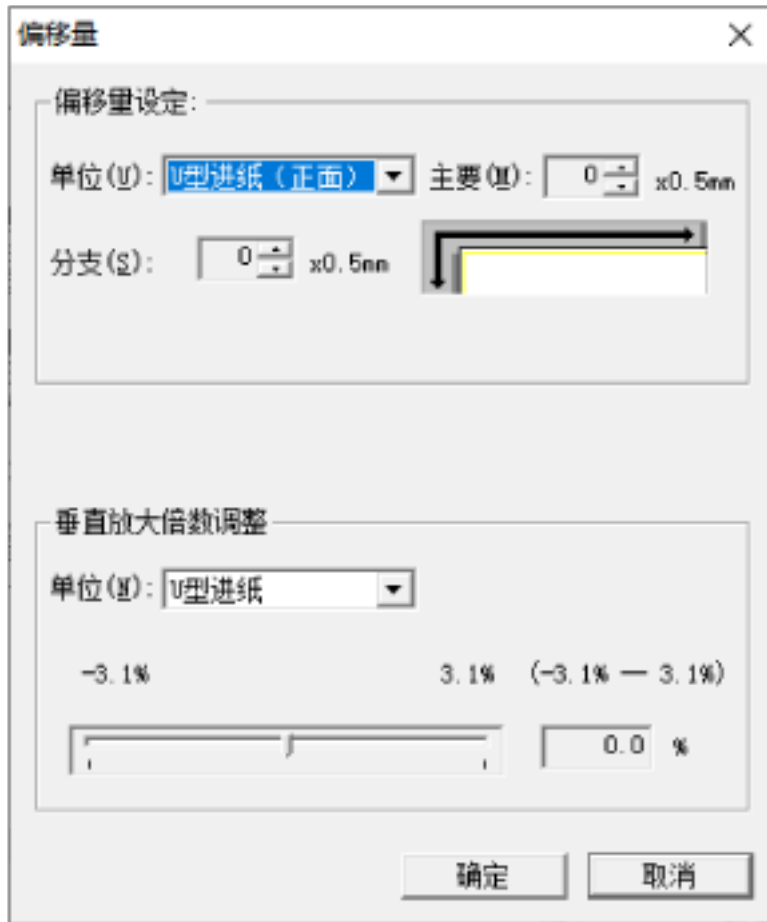 偏移量
偏移量设定:
单位(U): U型进纸（正面） 主要(M): 0 x0.5mm
分支(S): 0 x0.5mm
垂直放大倍数调整
单位(N): U型进纸
-3.1% 3.1% (-3.1% — 3.1%)
0.0 %
确定 取消